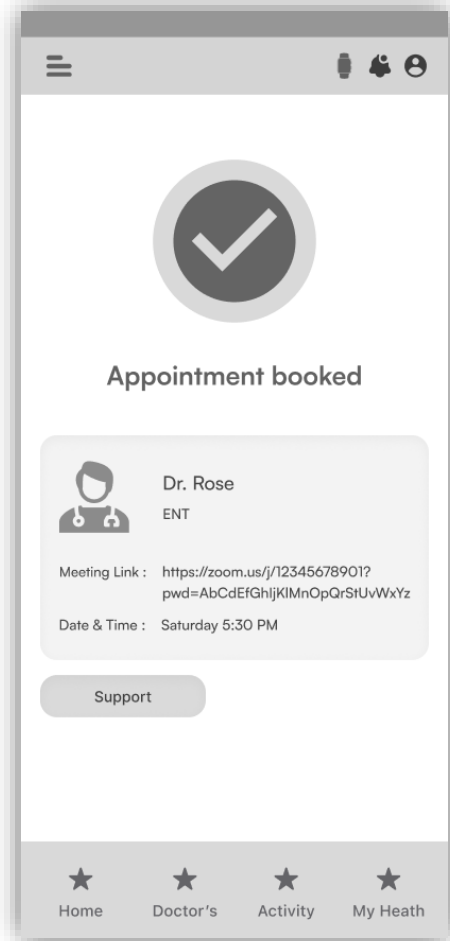 Appointment booked
Dr. Rose
ENT
Meeting Link : https://zoom.us/j/12345678901?
pwd=AbCdEfGhIjKlMnOpQrStUvWxYz
Date & Time : Saturday 5:30 PM
Support
Home Doctor's Activity My Heath